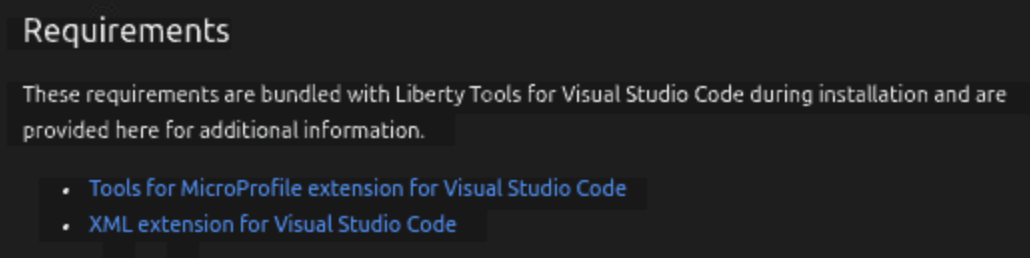 Requirements
These requirements are bundled with Liberty Tools for Visual Studio Code during installation and are
provided here for additional information.
• Tools for MicroProfile extension for Visual Studio Code
• XML extension for Visual Studio Code